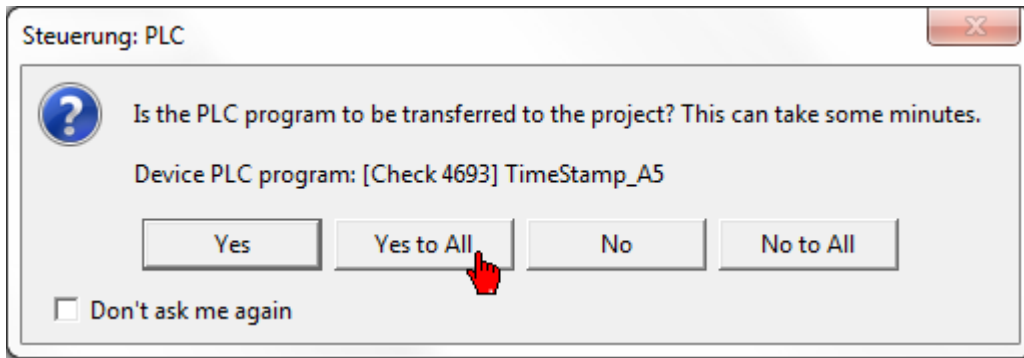 Steuerung: PLC
Is the PLC program to be transferred to the project? This can take some minutes.
Device PLC program: [Check 4693] TimeStamp_A5
Yes
Yes to All
No
No to All
Don't ask me again